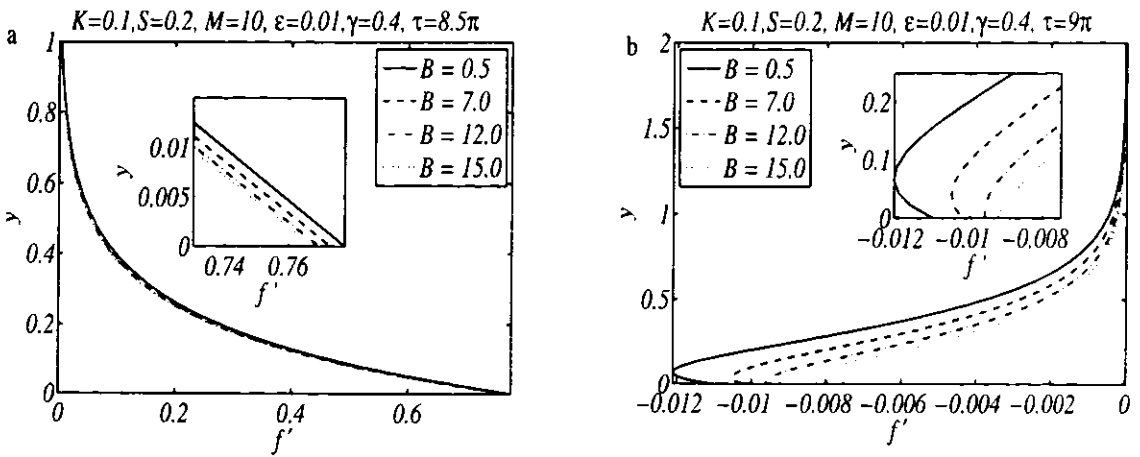 a
K=0.1,S=0.2, M=10, ε=0.01,γ=0.4, τ=8.5π
1
0.8
0.6
0.4
0.2
0
y
B = 0.5
B = 7.0
B = 12.0
B = 15.0
0.01
0.005
0
y
0.74 0.76
f'
0 0.2 0.4 0.6
f'
b
K=0.1,S=0.2, M=10, ε=0.01,γ=0.4, τ=9π
2
1.5
1
0.5
0
y
B = 0.5
B = 7.0
B = 12.0
B = 15.0
0.2
0.1
0
y
−0.012 −0.01 −0.008
f'
−0.012 −0.01 −0.008 −0.006 −0.004 −0.002 0
f'